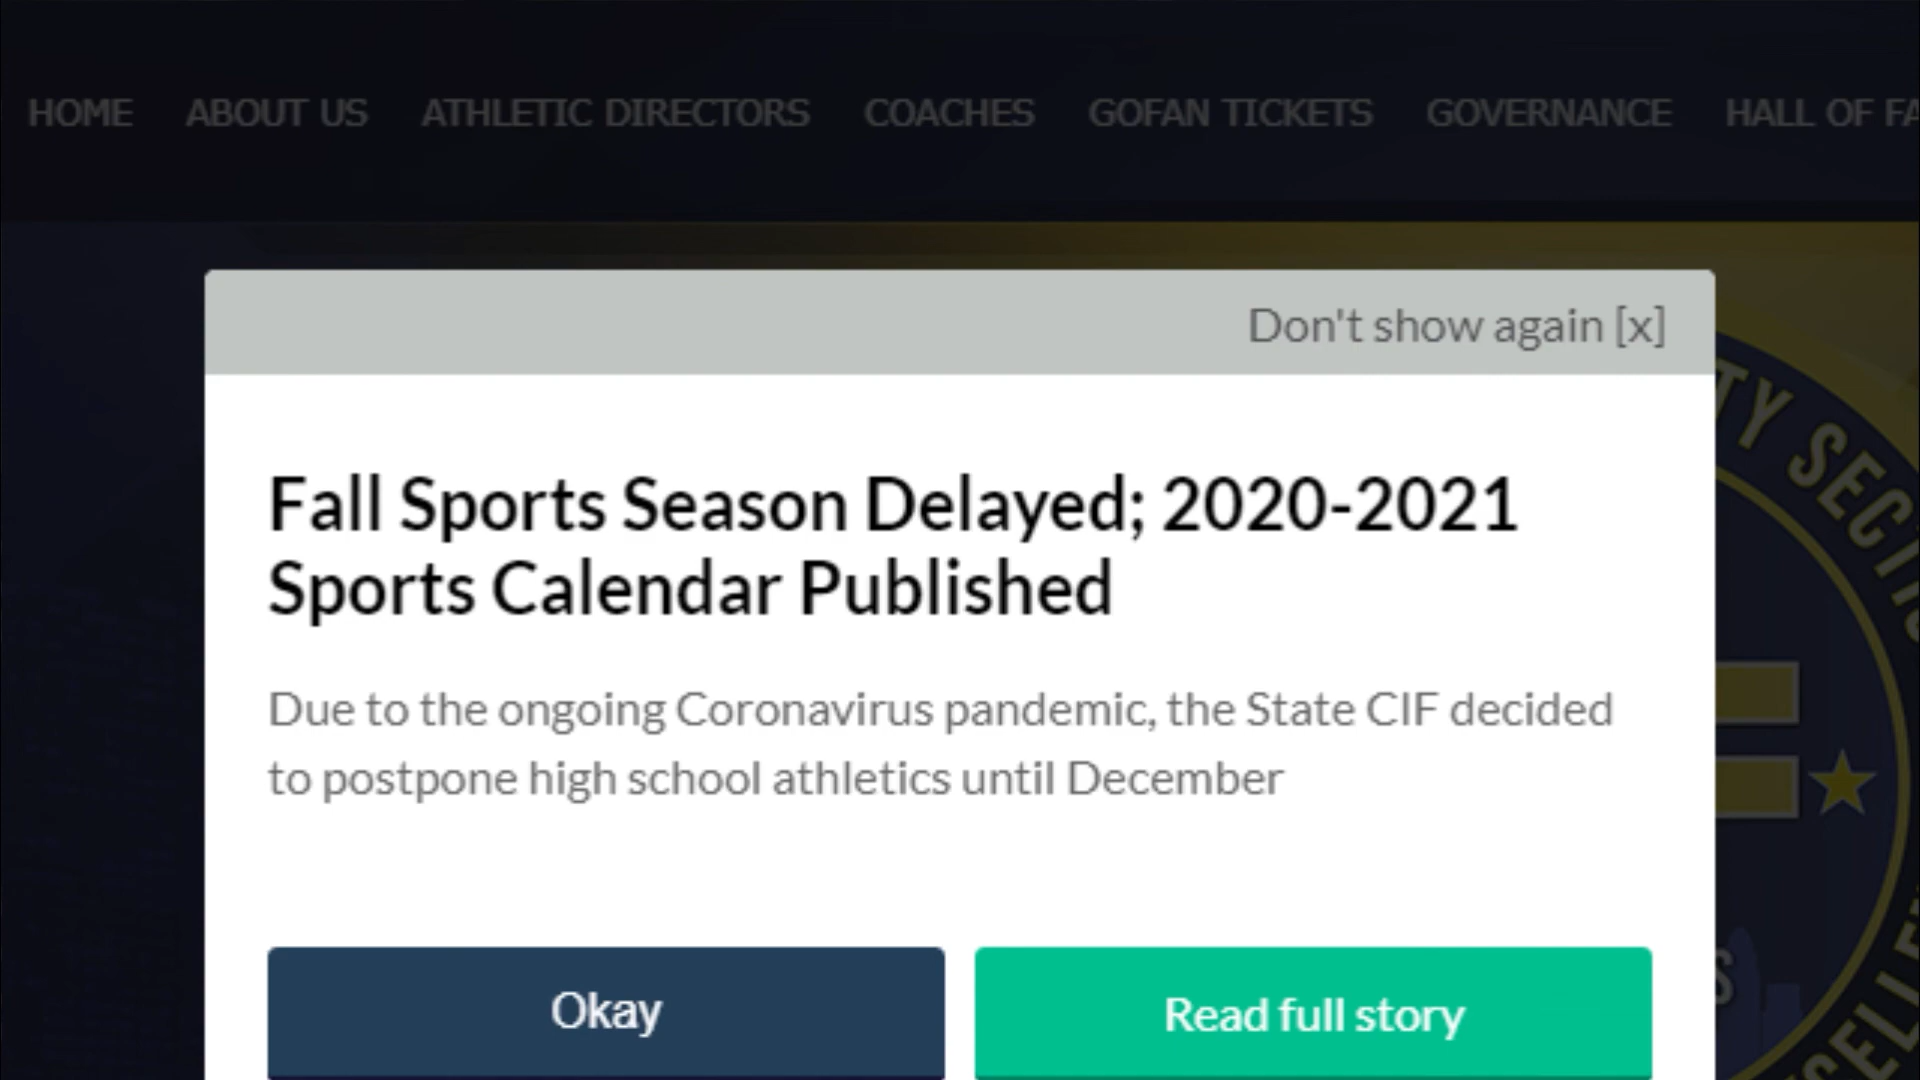 HOME ABOUT US ATHLETIC DIRECTORS COACHES GOFAN TICKETS GOVERNANCE HALL OF
Don't show again [x]
Fall Sports Season Delayed; 2020-2021
Sports Calendar Published
Due to the ongoing Coronavirus pandemic, the State CIF decided
to postpone high school athletics until December
Okay
Read full story